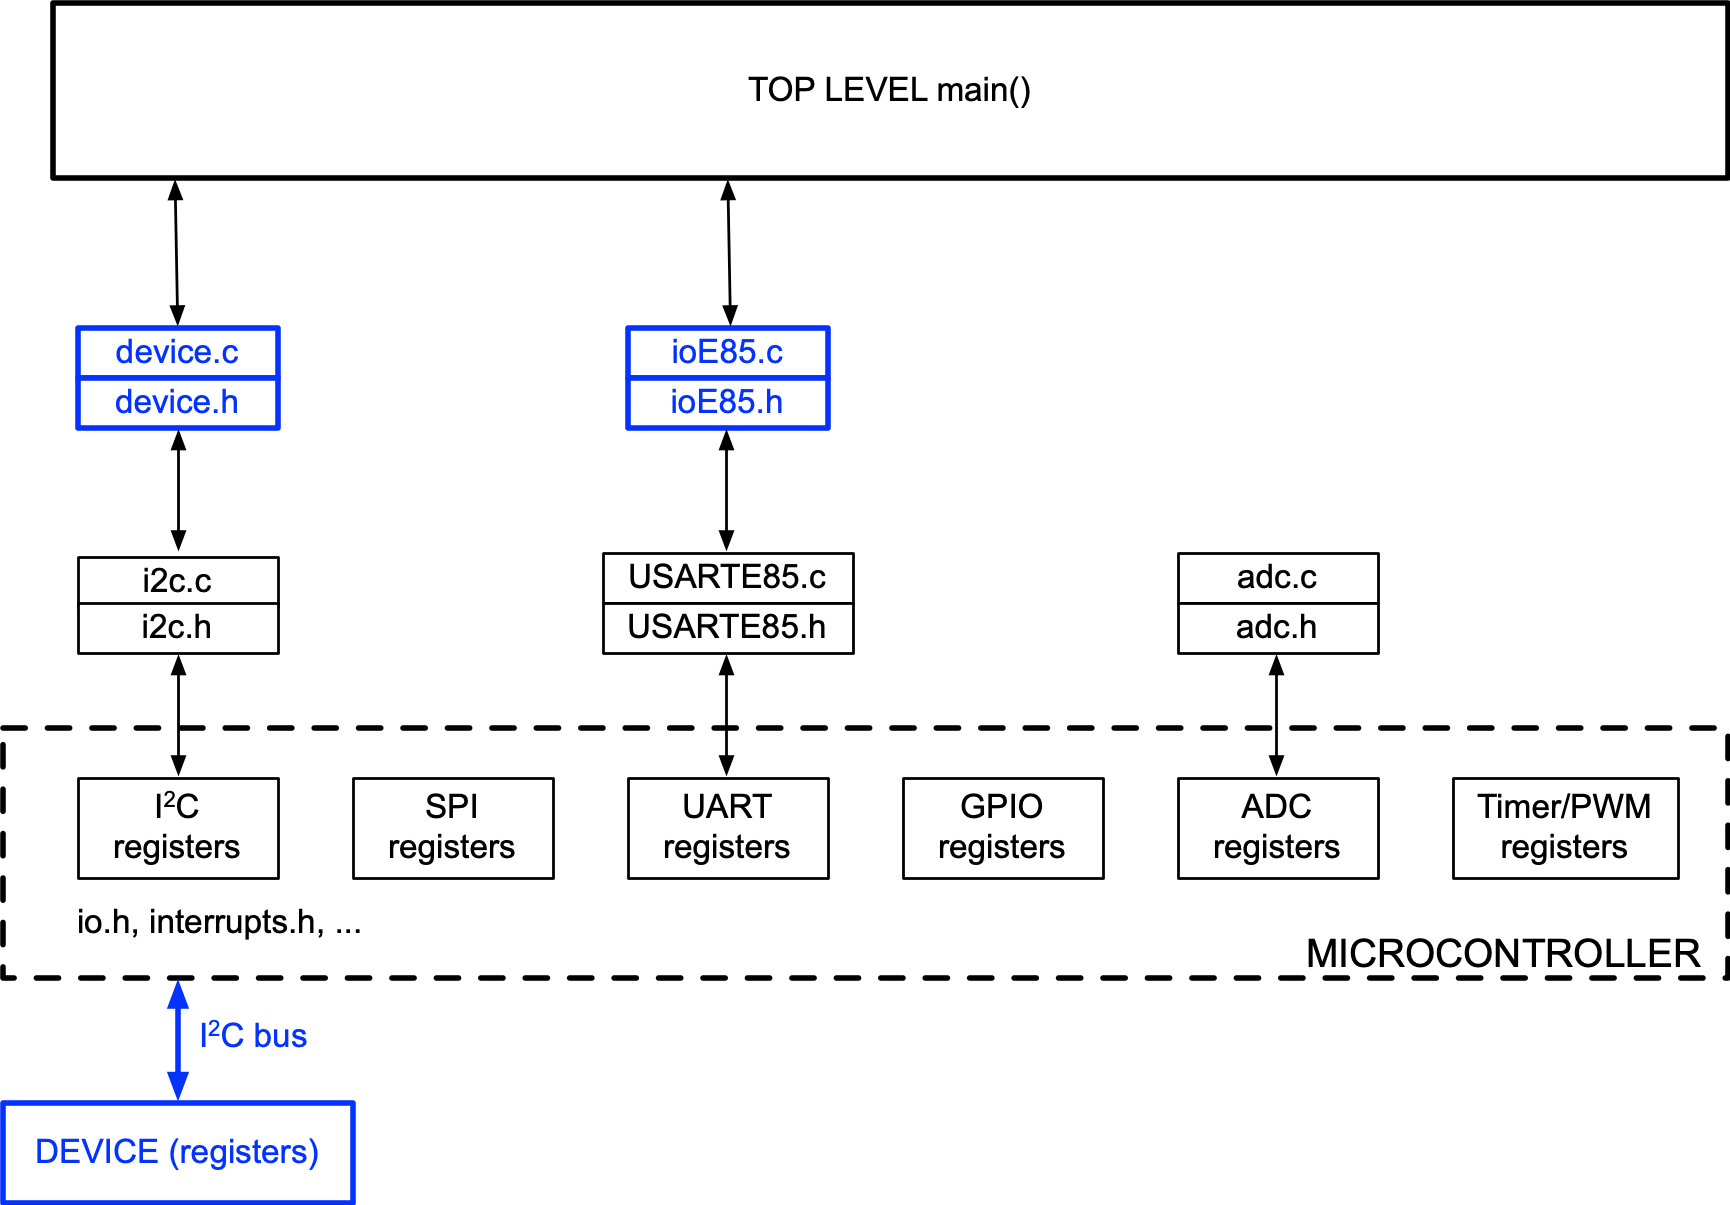 TOP LEVEL main()
device.c
device.h
ioE85.c
ioE85.h
i2c.c
i2c.h
USARTE85.c
USARTE85.h
adc.c
adc.h
I²C
registers
SPI
registers
UART
registers
GPIO
registers
ADC
registers
Timer/PWM
registers
io.h, interrupts.h, ...
MICROCONTROLLER
I²C bus
DEVICE (registers)